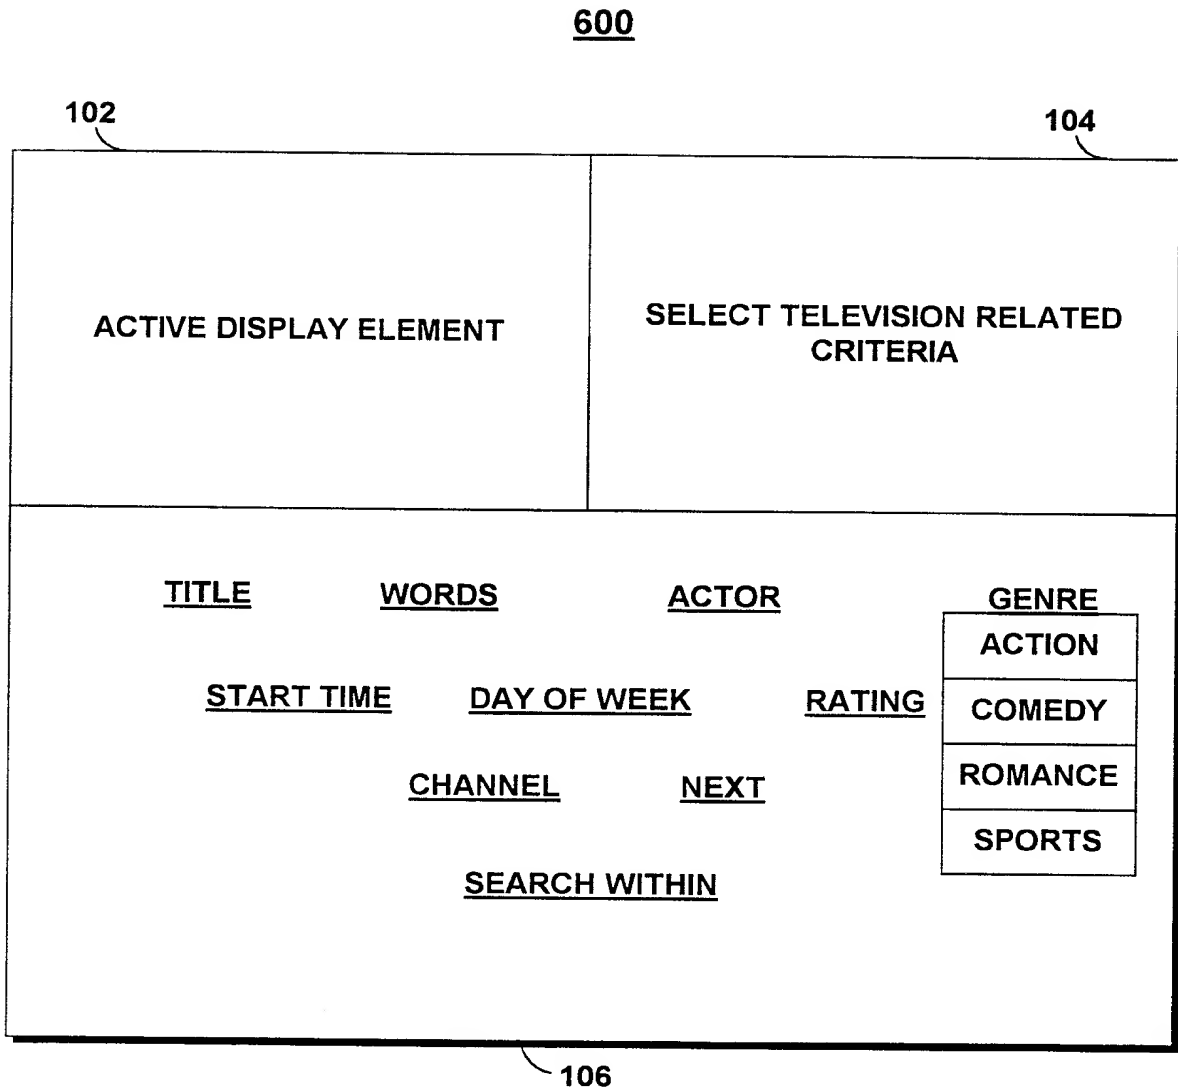 600
102
104
ACTIVE DISPLAY ELEMENT
SELECT TELEVISION RELATED
CRITERIA
TITLE WORDS ACTOR GENRE
ACTION
START TIME DAY OF WEEK RATING
COMEDY
CHANNEL NEXT
ROMANCE
SPORTS
SEARCH WITHIN
106